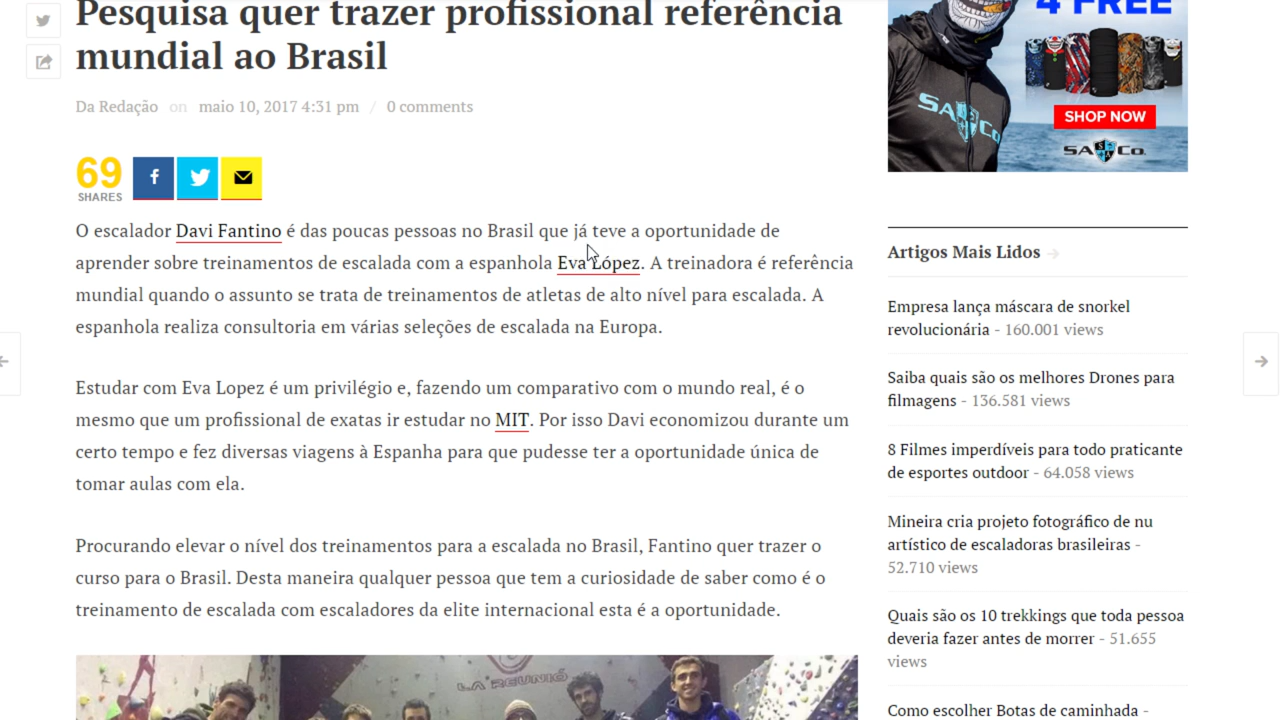 Pesquisa quer trazer profissional referência
mundial ao Brasil
Da Redação on maio 10, 2017 4:31 pm / 0 comments
69
SHARES
O escalador Davi Fantino é das poucas pessoas no Brasil que já teve a oportunidade de
aprender sobre treinamentos de escalada com a espanhola Eva López. A treinadora é referência
mundial quando o assunto se trata de treinamentos de atletas de alto nível para escalada. A
espanhola realiza consultoria em várias seleções de escalada na Europa.
Estudar com Eva Lopez é um privilégio e, fazendo um comparativo com o mundo real, é o
mesmo que um profissional de exatas ir estudar no MIT. Por isso Davi economizou durante um
certo tempo e fez diversas viagens à Espanha para que pudesse ter a oportunidade única de
tomar aulas com ela.
Procurando elevar o nível dos treinamentos para a escalada no Brasil, Fantino quer trazer o
curso para o Brasil. Desta maneira qualquer pessoa que tem a curiosidade de saber como é o
treinamento de escalada com escaladores da elite internacional esta é a oportunidade.
LA REUNIÓ
4 FREE
SA Co
SHOP NOW
SA Co.
Artigos Mais Lidos
Empresa lança máscara de snorkel
revolucionária - 160.001 views
Saiba quais são os melhores Drones para
filmagens - 136.581 views
8 Filmes imperdíveis para todo praticante
de esportes outdoor - 64.058 views
Mineira cria projeto fotográfico de nu
artístico de escaladoras brasileiras -
52.710 views
Quais são os 10 trekkings que toda pessoa
deveria fazer antes de morrer - 51.655
views
Como escolher Botas de caminhada -